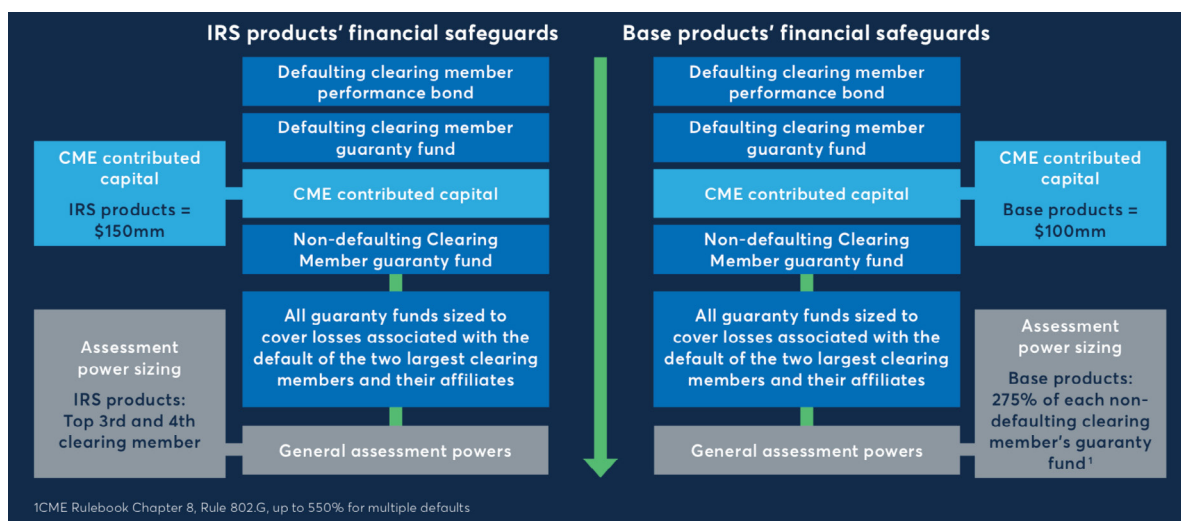 IRS products' financial safeguards
Defaulting clearing member
performance bond
Defaulting clearing member
guaranty fund
CME contributed
capital
IRS products =
$150mm
CME contributed capital
Non-defaulting Clearing
Member guaranty fund
All guaranty funds sized to
cover losses associated with the
default of the two largest clearing
members and their affiliates
Assessment
power sizing
IRS products:
Top 3rd and 4th
clearing member
General assessment powers
Base products' financial safeguards
Defaulting clearing member
performance bond
Defaulting clearing member
guaranty fund
CME contributed capital
CME contributed
capital
Base products =
$100mm
Non-defaulting Clearing
Member guaranty fund
All guaranty funds sized to
cover losses associated with the
default of the two largest clearing
members and their affiliates
Assessment
power sizing
Base products:
275% of each non-
defaulting clearing
member's guaranty
fund¹
General assessment powers
1CME Rulebook Chapter 8, Rule 802.G, up to 550% for multiple defaults